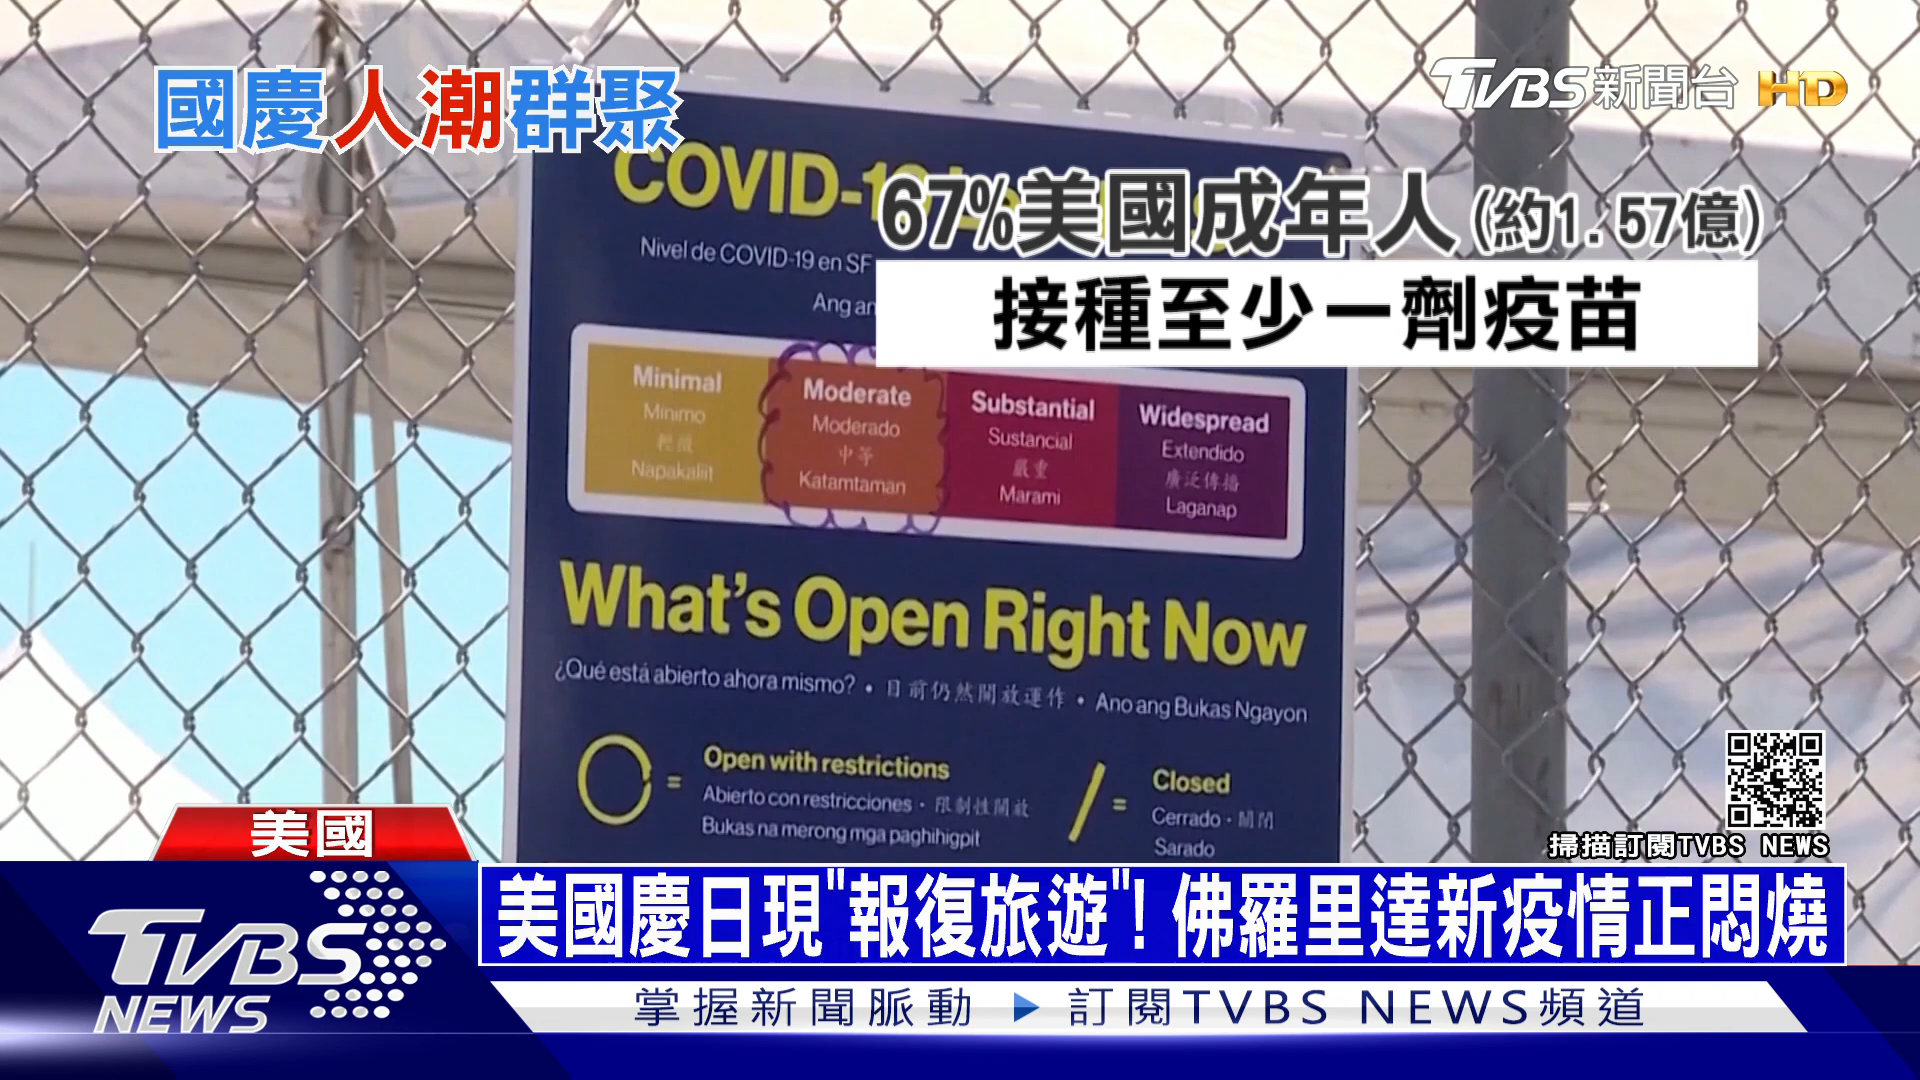 國慶人潮群聚
TVBS新聞台 HD
COVID-1
67%美國成年人(約1.57億)
接種至少一劑疫苗
Nivel de COVID-19 en SF
Ang an
Minimal
Mínimo
輕微
Napakaliit
Moderate
Moderado
中等
Katamtaman
Substantial
Sustancial
嚴重
Marami
Widespread
Extendido
廣泛傳播
Laganap
What's Open Right Now
¿Qué está abierto ahora mismo? • 目前仍然開放運作 • Ano ang Bukas Ngayon
= Open with restrictions
Abierto con restricciones · 限制性開放
Bukas na merong mga paghihigpit
/ = Closed
Cerrado · 關閉
Sarado
掃描訂閱TVBS NEWS
美國
美國慶日現"報復旅遊"! 佛羅里達新疫情正悶燒
TVBS NEWS
掌握新聞脈動 ▶ 訂閱TVBS NEWS頻道